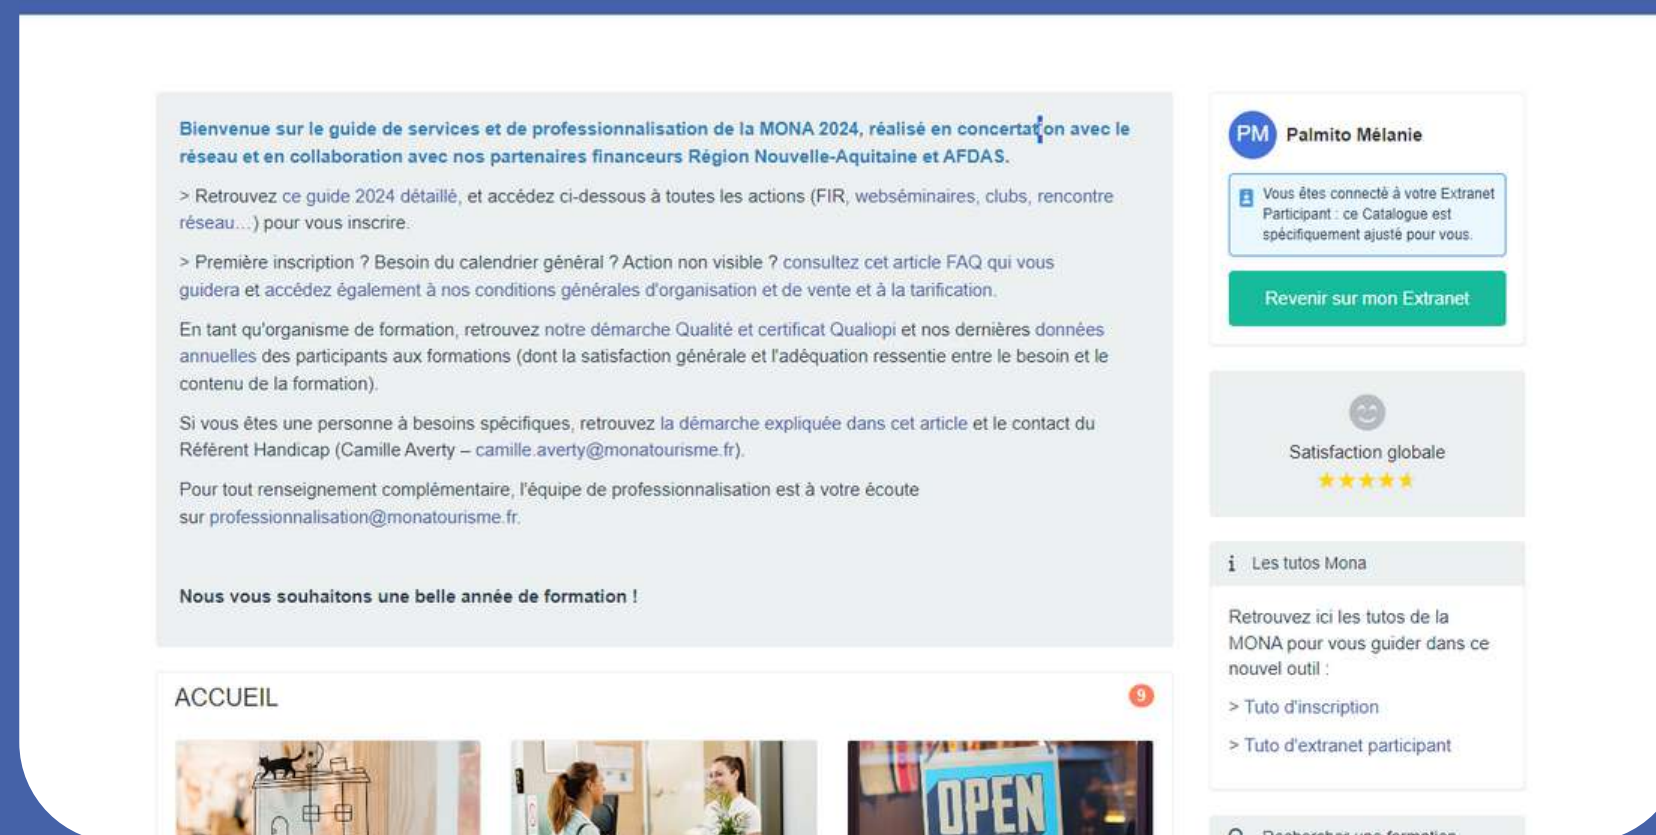 Bienvenue sur le guide de services et de professionnalisation de la MONA 2024, réalisé en concertation avec le
réseau et en collaboration avec nos partenaires financeurs Région Nouvelle-Aquitaine et AFDAS.
> Retrouvez ce guide 2024 détaillé, et accédez ci-dessous à toutes les actions (FIR, webséminaires, clubs, rencontre
réseau…) pour vous inscrire.
> Première inscription ? Besoin du calendrier général ? Action non visible ? consultez cet article FAQ qui vous
guidera et accédez également à nos conditions générales d'organisation et de vente et à la tarification.
En tant qu'organisme de formation, retrouvez notre démarche Qualité et certificat Qualiopi et nos dernières données
annuelles des participants aux formations (dont la satisfaction générale et l'adéquation ressentie entre le besoin et le
contenu de la formation).
Si vous êtes une personne à besoins spécifiques, retrouvez la démarche expliquée dans cet article et le contact du
Référent Handicap (Camille Averty – camille.averty@monatourisme.fr).
Pour tout renseignement complémentaire, l'équipe de professionnalisation est à votre écoute
sur professionnalisation@monatourisme.fr.
Nous vous souhaitons une belle année de formation !
ACCUEIL
9
OPEN
PM
Palmito Mélanie
Vous êtes connecté à votre Extranet
Participant : ce Catalogue est
spécifiquement ajusté pour vous.
Revenir sur mon Extranet
Satisfaction globale
i Les tutos Mona
Retrouvez ici les tutos de la
MONA pour vous guider dans ce
nouvel outil :
> Tuto d'inscription
> Tuto d'extranet participant
Rechercher une formation